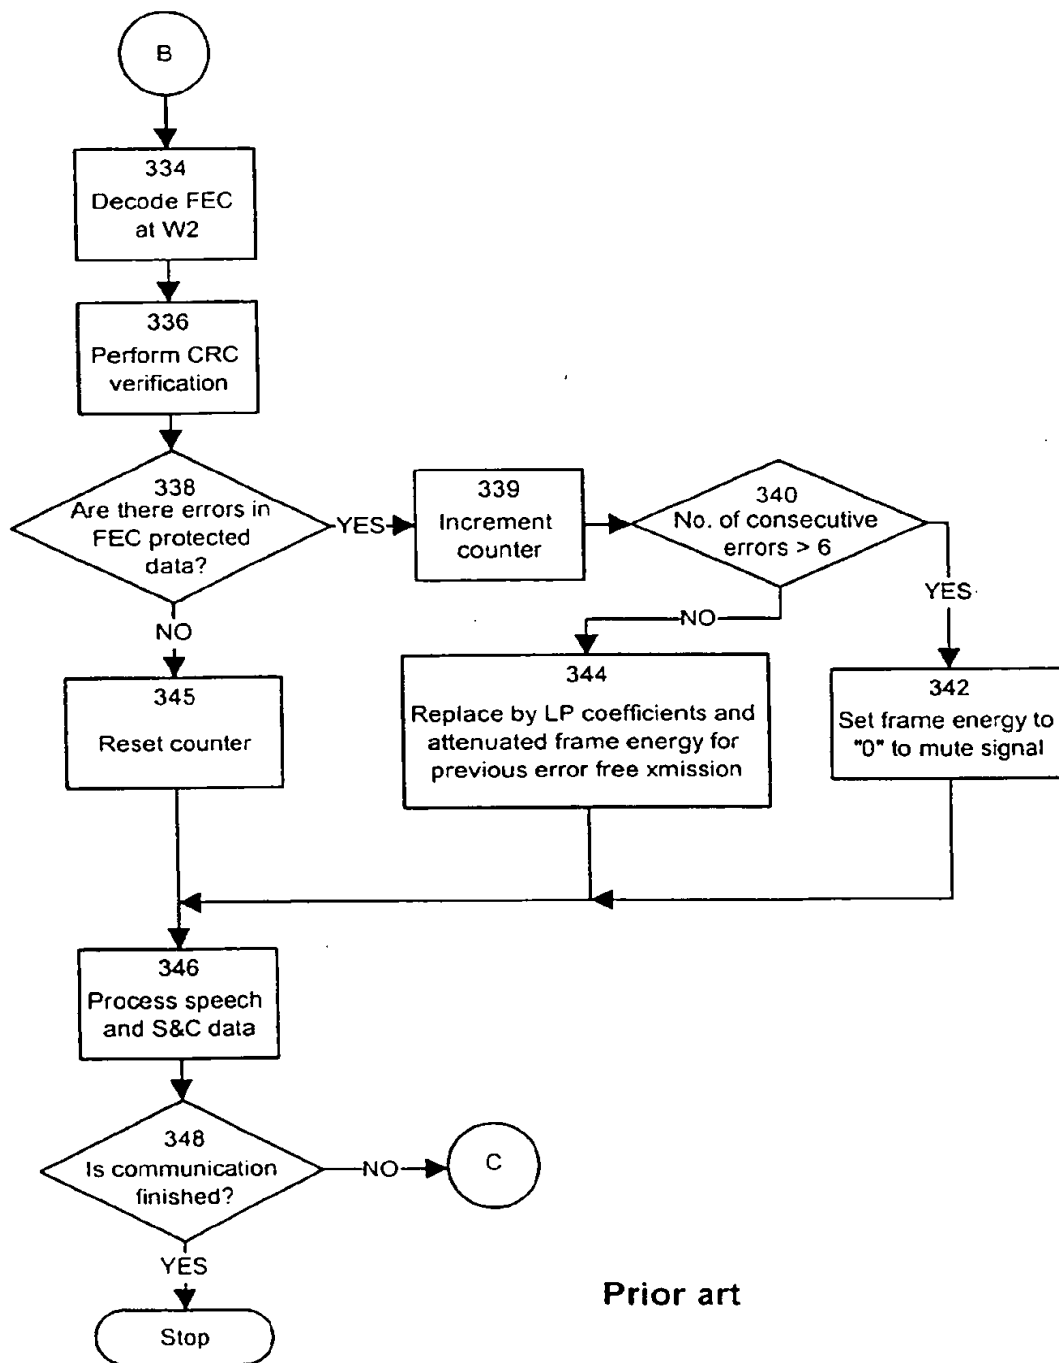 B
334
Decode FEC
at W2
336
Perform CRC
verification
338
Are there errors in
FEC protected
data?
YES
339
Increment
counter
340
No. of consecutive
errors > 6
YES
NO
NO
345
Reset counter
344
Replace by LP coefficients and
attenuated frame energy for
previous error free xmission
342
Set frame energy to
"0" to mute signal
346
Process speech
and S&C data
348
Is communication
finished?
NO
C
YES
Stop
Prior art